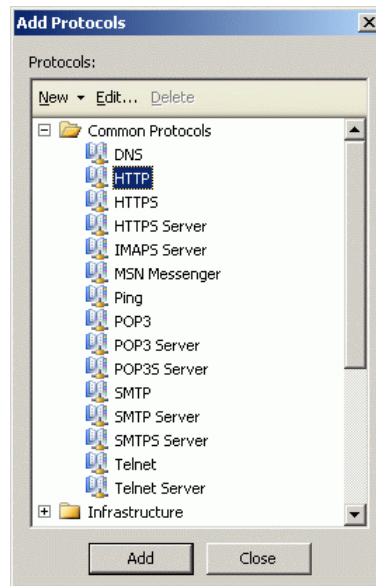 Add Protocols
Protocols:
New Edit... Delete
Common Protocols
DNS
HTTP
HTTPS
HTTPS Server
IMAPS Server
MSN Messenger
Ping
POP3
POP3 Server
POP3S Server
SMTP
SMTP Server
SMTPS Server
Telnet
Telnet Server
Infrastructure
Add Close